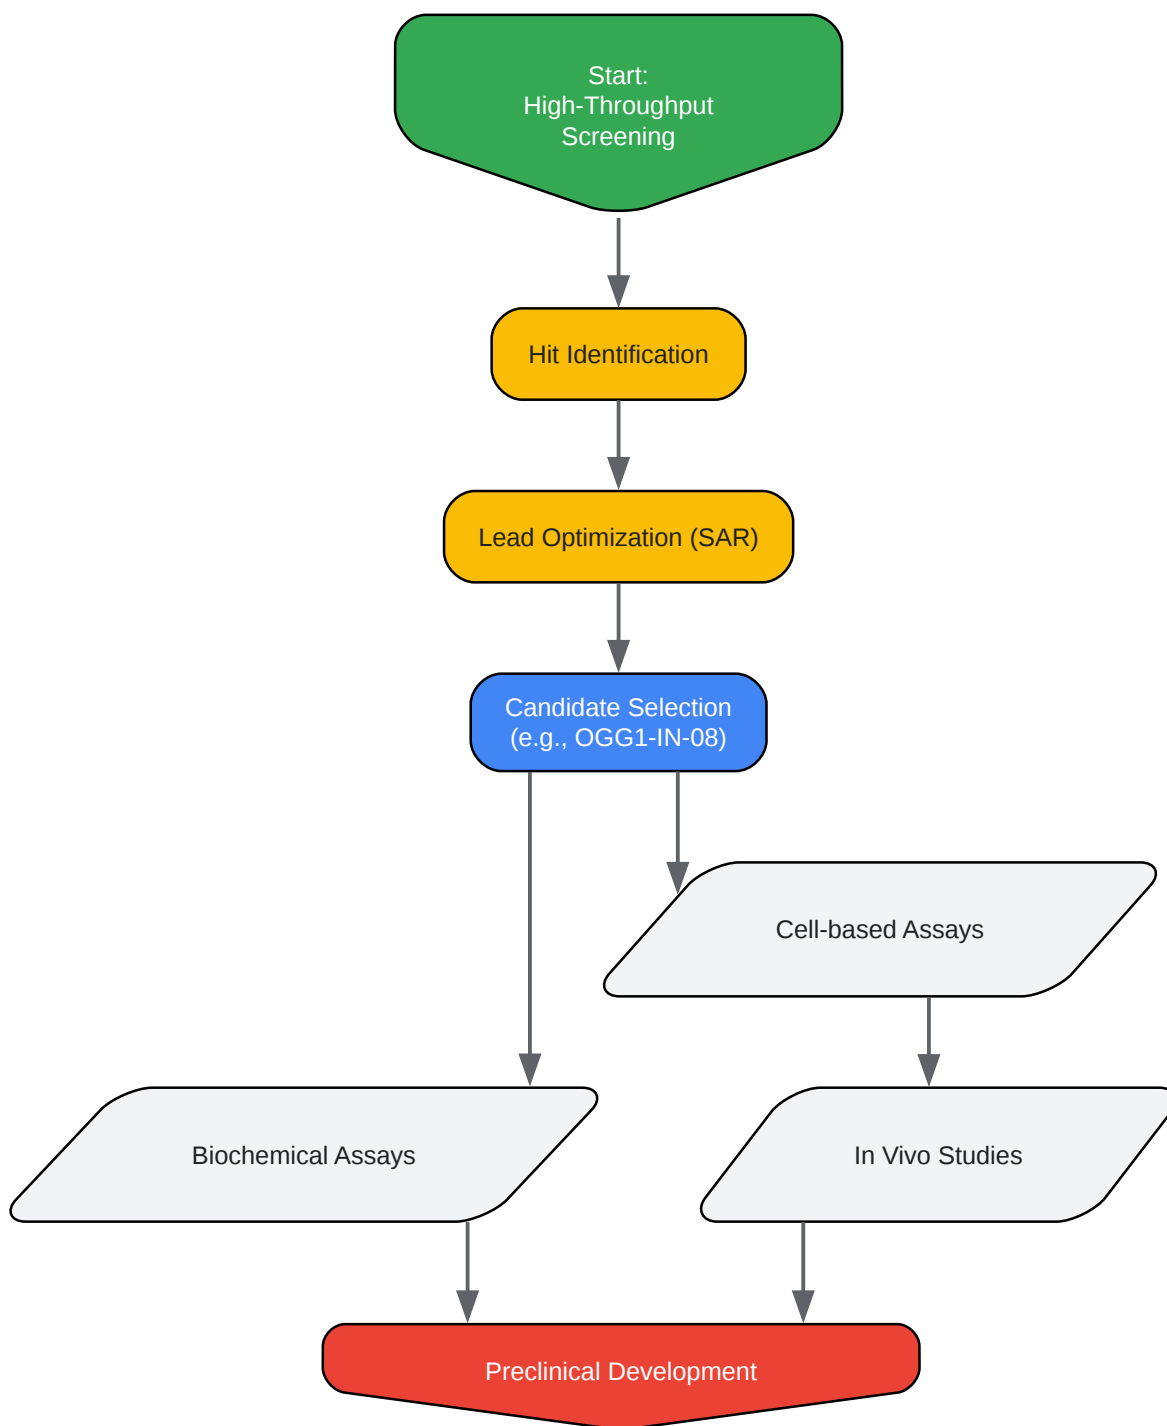 Start:
High-Throughput
Screening
Hit Identification
Lead Optimization (SAR)
Candidate Selection
(e.g., OGG1-IN-08)
Cell-based Assays
Biochemical Assays
In Vivo Studies
Preclinical Development